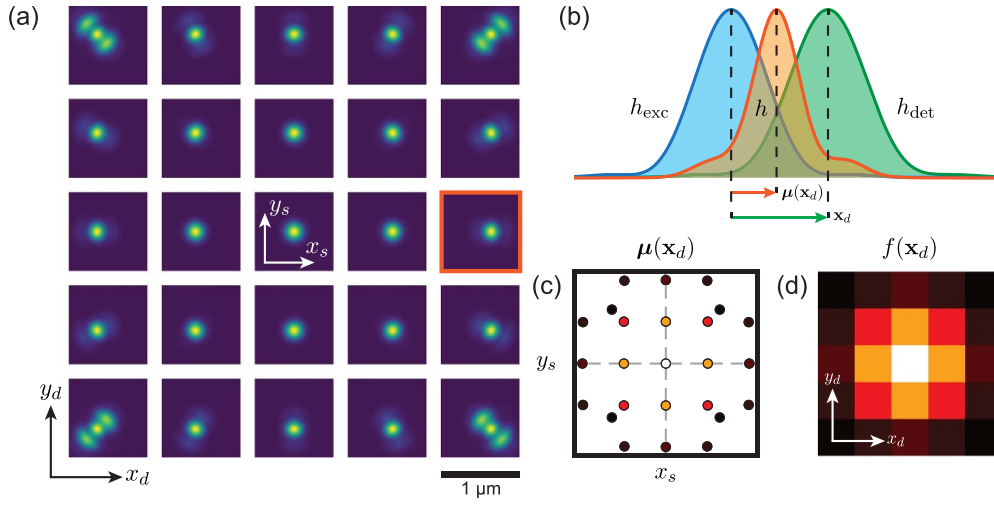 (a)
y_s
x_s
y_d
x_d
1 μm
(b)
h_exc
h
h_det
μ(x_d)
x_d
μ(x_d)
(c)
y_s
x_s
f(x_d)
(d)
y_d
x_d